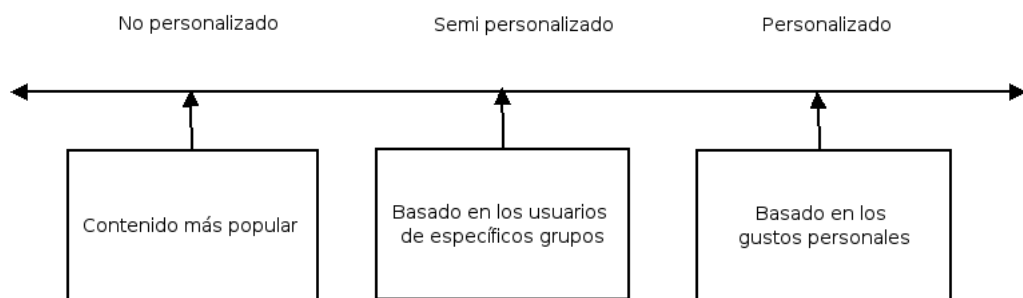 No personalizado
Semi personalizado
Personalizado
Contenido más popular
Basado en los usuarios
de específicos grupos
Basado en los
gustos personales